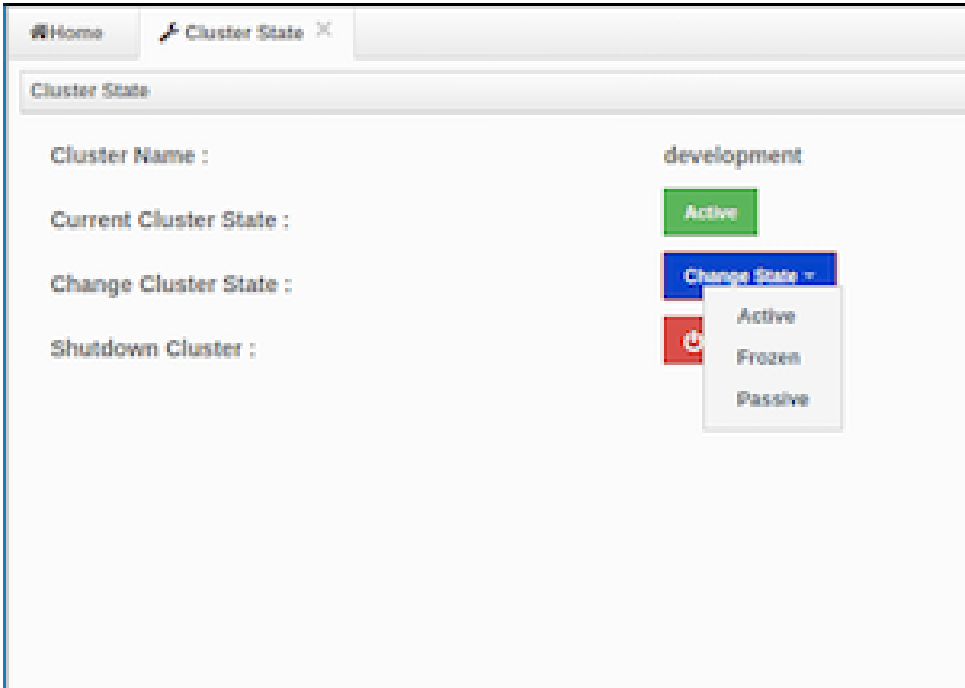 Home Cluster State
Cluster State
Cluster Name : development
Current Cluster State : Active
Change Cluster State : Change State
Active
Shutdown Cluster :
Frozen
Passive